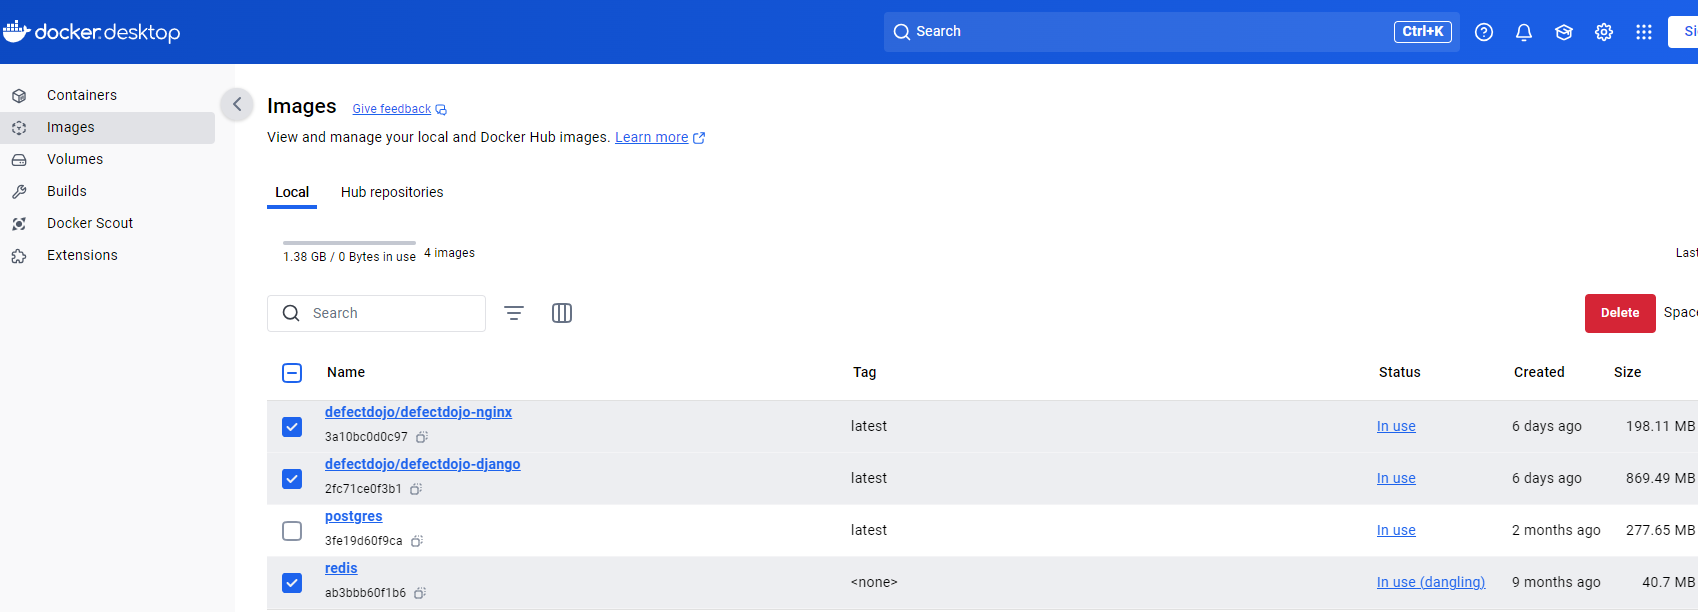 docker.desktop
Search
Ctrl+K
Containers
Images
Volumes
Builds
Docker Scout
Extensions
Images Give feedback
View and manage your local and Docker Hub images. Learn more
Local Hub repositories
1.38 GB / 0 Bytes in use 4 images
Last
Search
Delete
Name Tag Status Created Size
defectdojo/defectdojo-nginx
3a10bc0d0c97
latest In use 6 days ago 198.11 MB
defectdojo/defectdojo-django
2fc71ce0f3b1
latest In use 6 days ago 869.49 MB
postgres
3fe19d60f9ca
latest In use 2 months ago 277.65 MB
redis
ab3bbb60f1b6
<none> In use (dangling) 9 months ago 40.7 MB